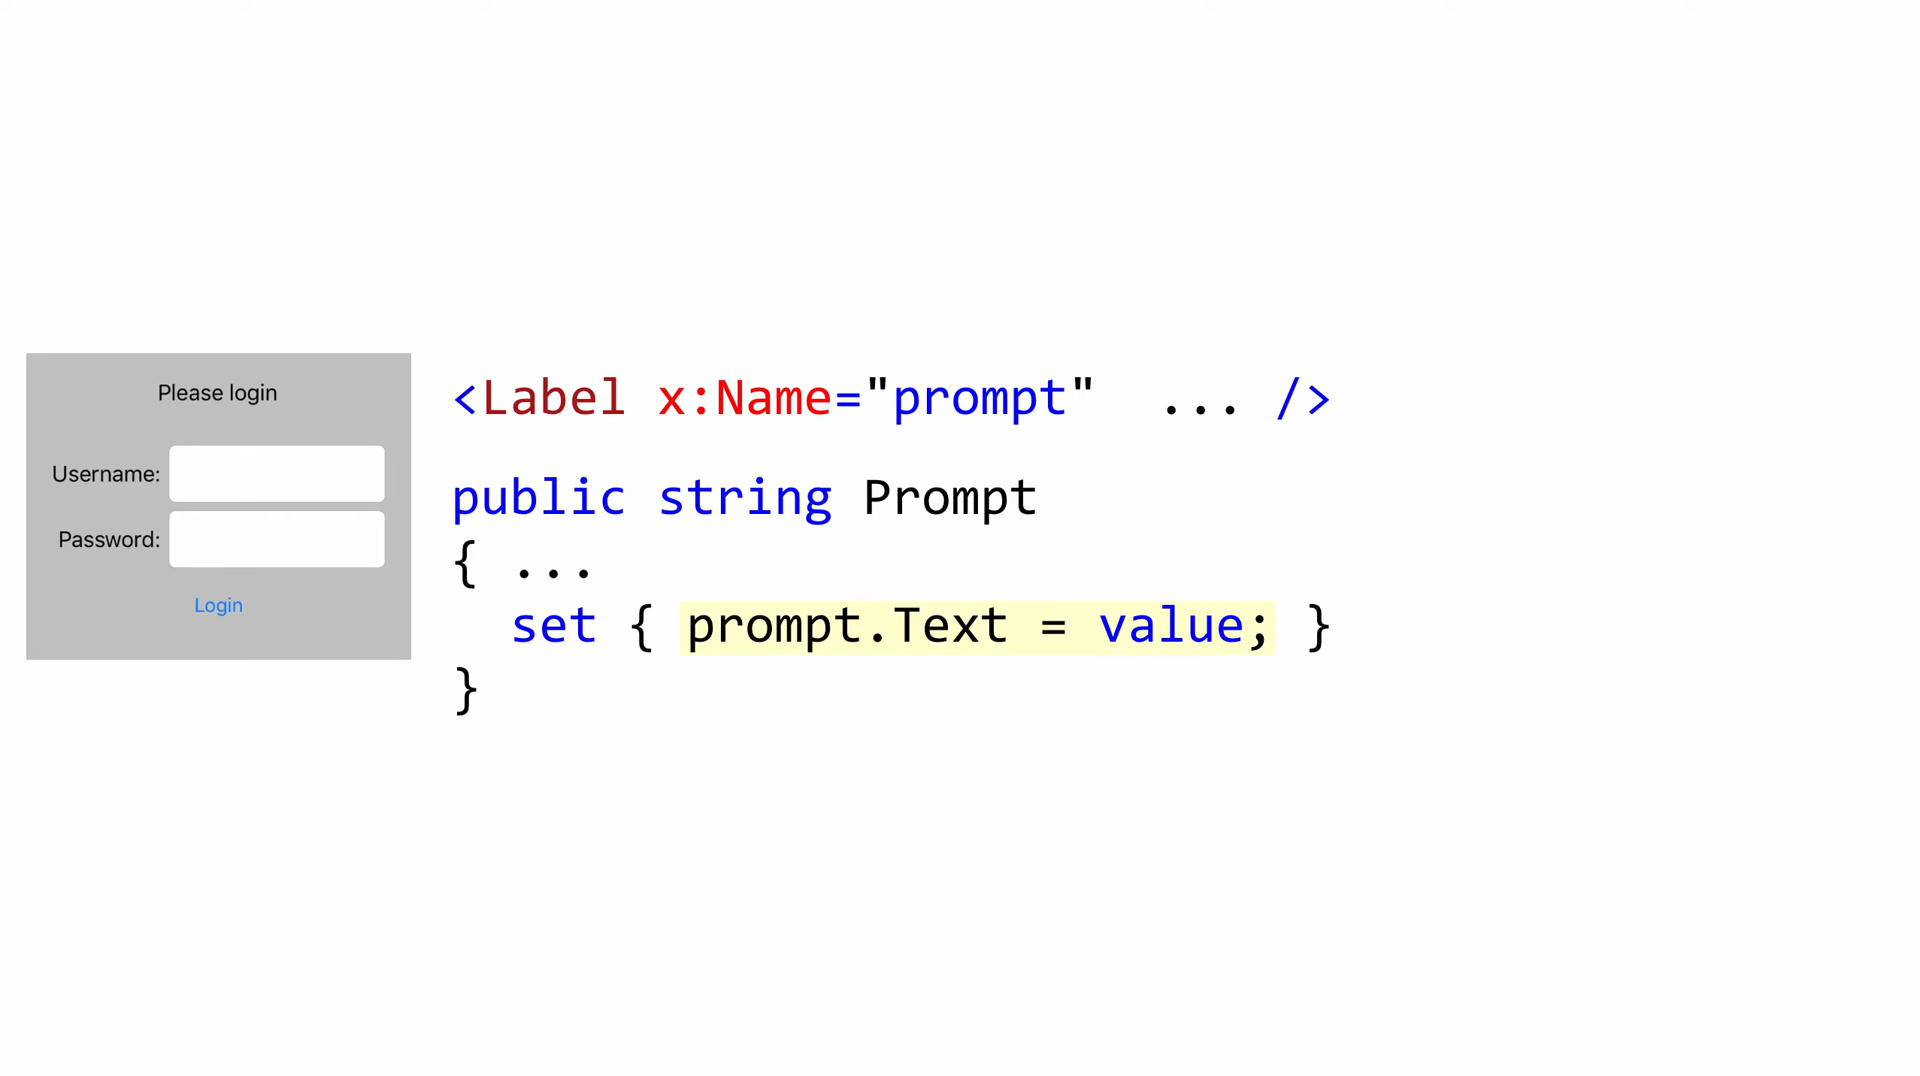 Please login
Username:
Password:
Login
<Label x:Name="prompt"  ... />
public string Prompt
{ ...
  set { prompt.Text = value; }
}